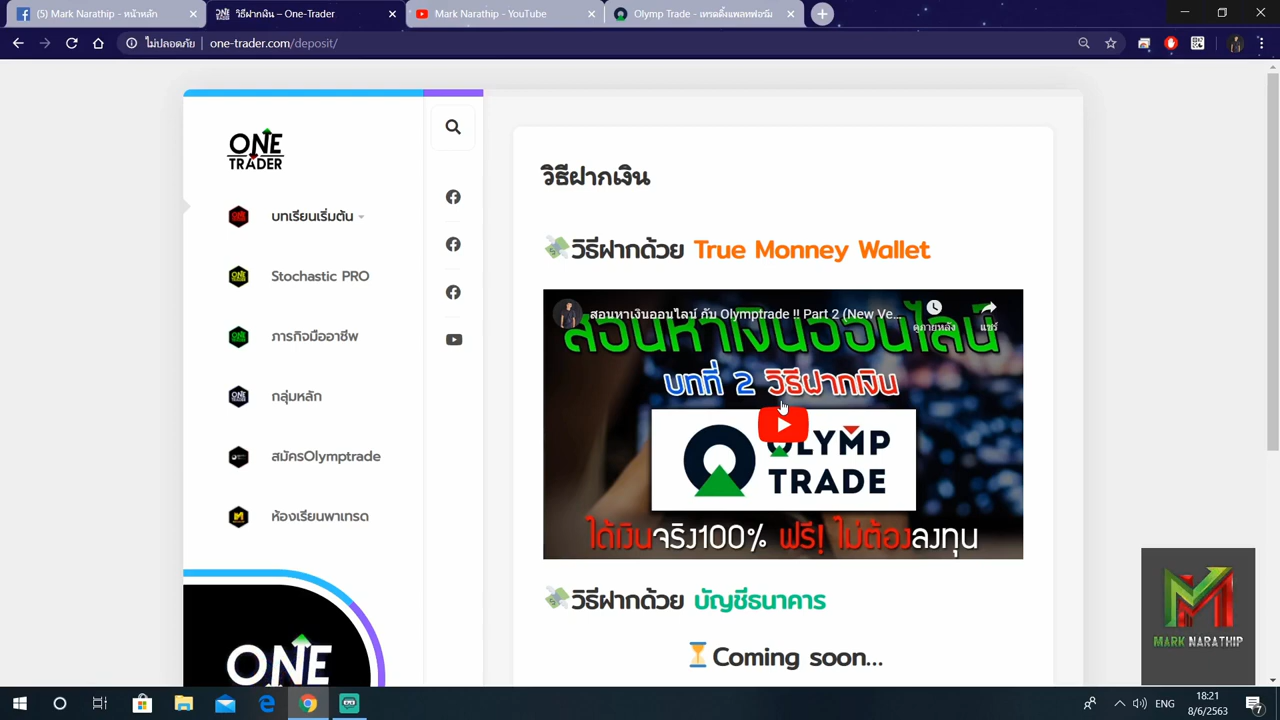 (5) Mark Narathip - หน้าหลัก
วิธีฝากเงิน – One-Trader
Mark Narathip - YouTube
Olymp Trade - เทรดดิ้งแพลทฟอร์ม
ไม่ปลอดภัย
one-trader.com/deposit/
ONE
TRADER
บทเรียนเริ่มต้น
Stochastic PRO
ภารกิจมืออาชีพ
กลุ่มหลัก
สมัครOlymptrade
ห้องเรียนพาเทรด
ONE
วิธีฝากเงิน
วิธีฝากด้วย True Monney Wallet
สอนหาเงินออนไลน์ กับ Olymptrade !! Part 2 (New Ve...
ดูภายหลัง
แชร์
สอนหาเงินออนไลน์
บทที่ 2 วิธีฝากเงิน
OLYMP
TRADE
ได้เงินจริง100% ฟรี! ไม่ต้องลงทุน
วิธีฝากด้วย บัญชีธนาคาร
Coming soon...
MARK NARATHIP
ENG
18:21
8/6/2563
7